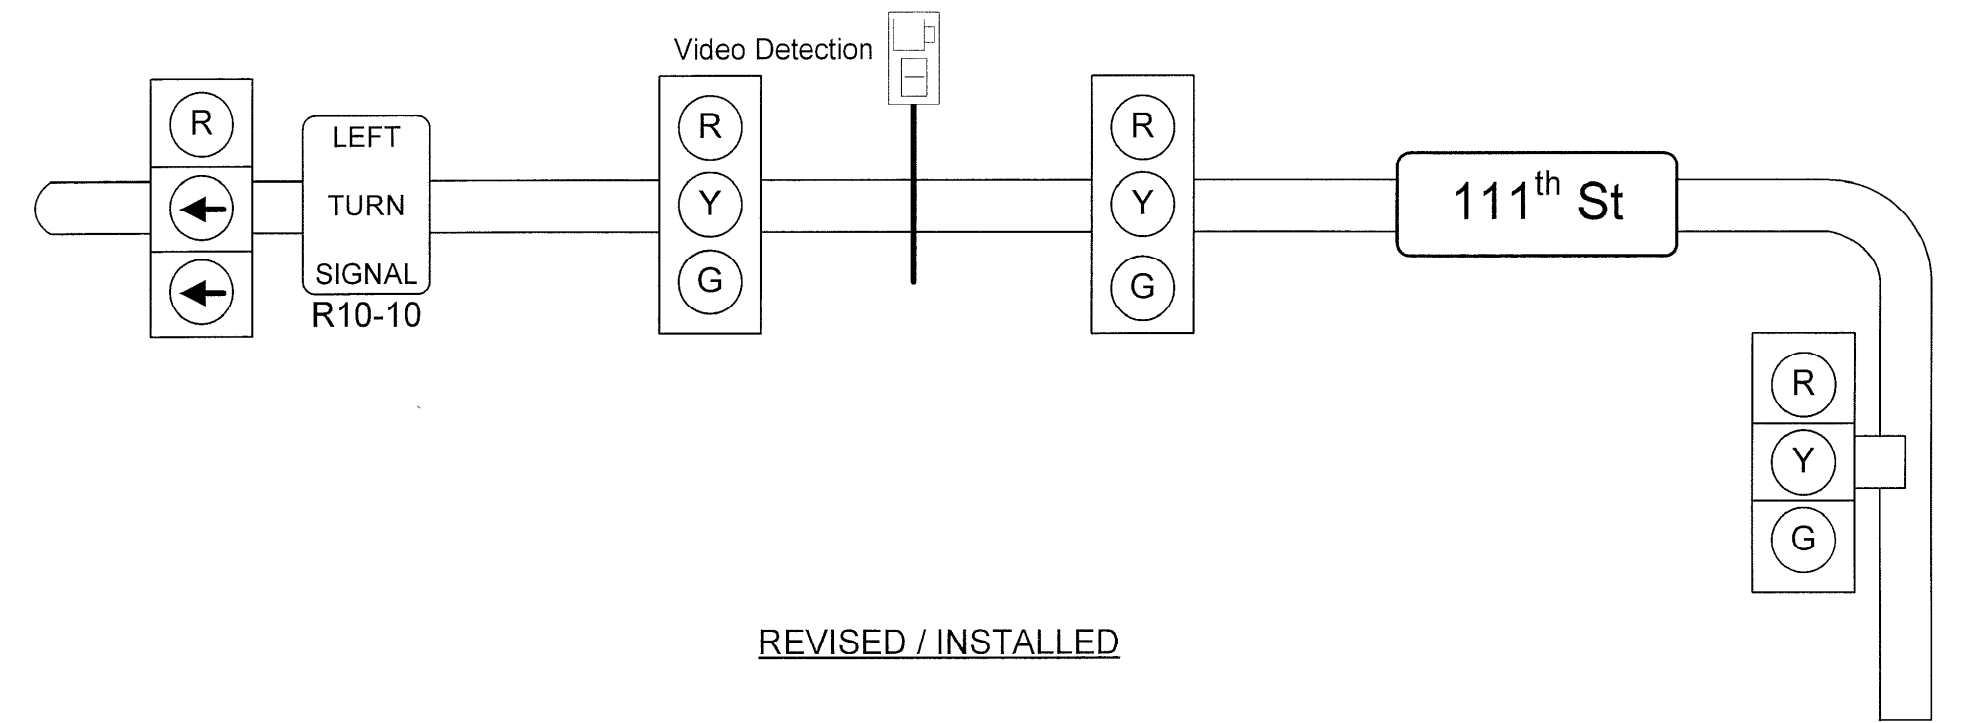 Video Detection
R
LEFT
TURN
SIGNAL
R10-10
R
Y
G
R
Y
G
111th St
R
Y
G
REVISED / INSTALLED